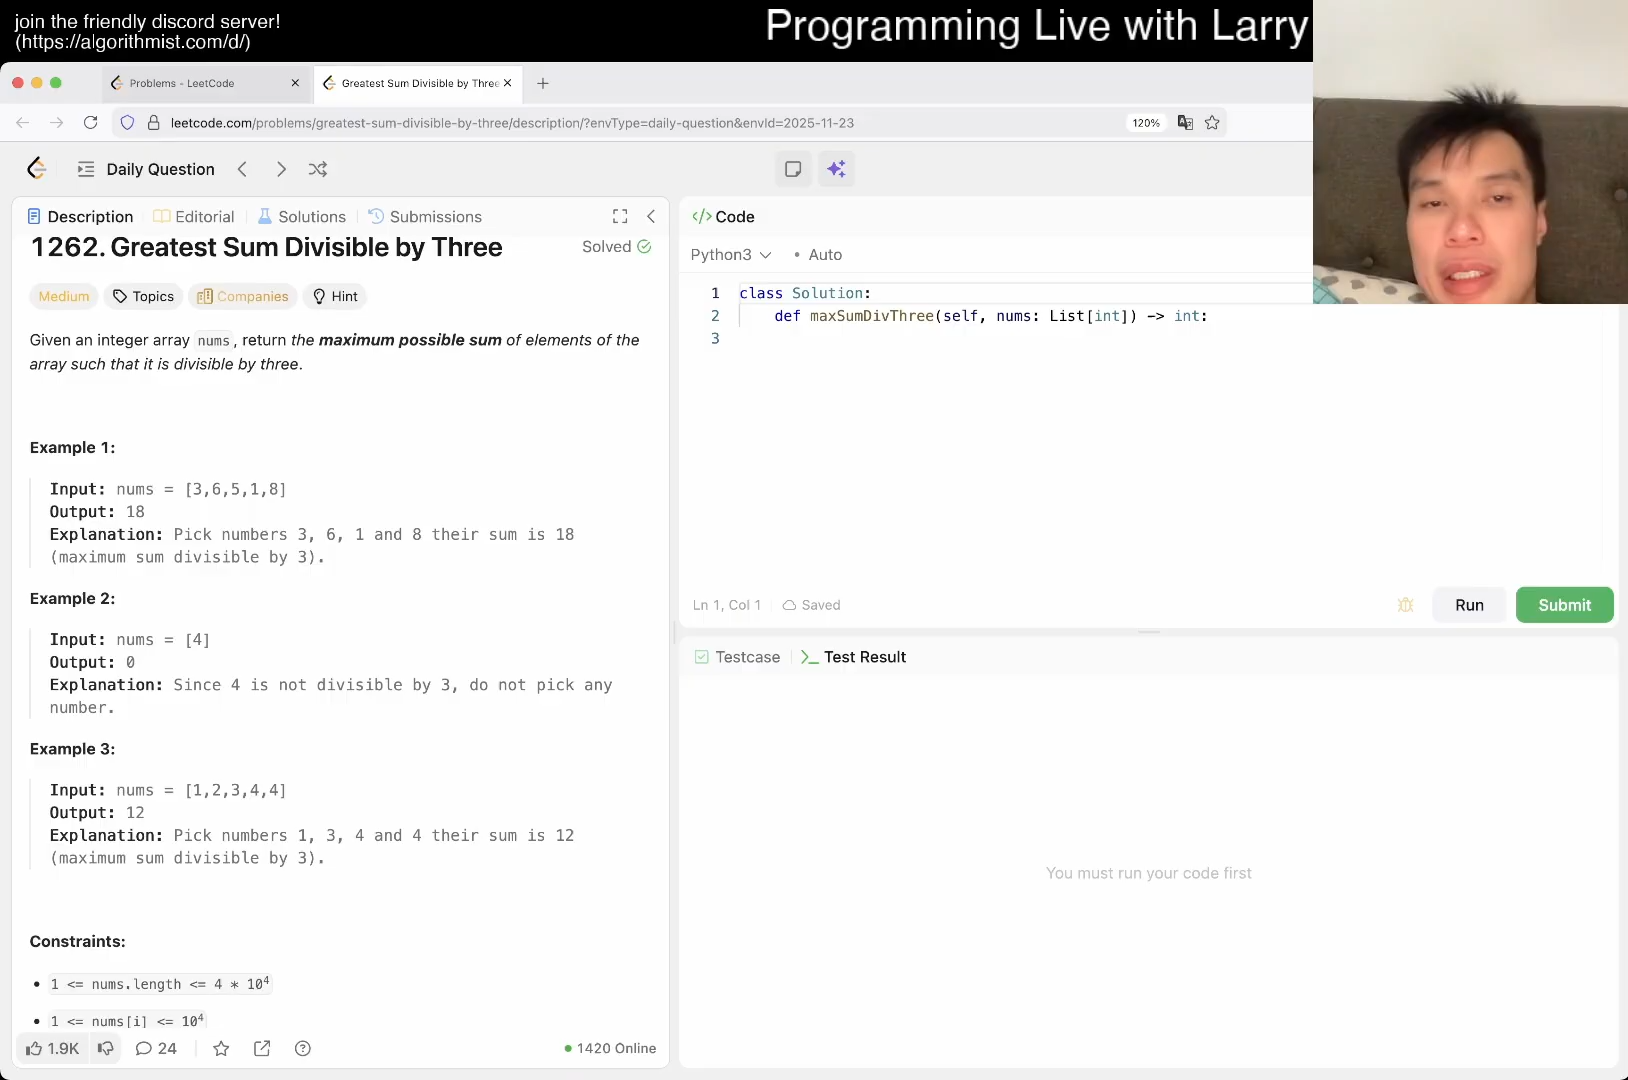 join the friendly discord server!
(https://algorithmist.com/d/)
Programming Live with Larry
Problems - LeetCode
Greatest Sum Divisible by Three
leetcode.com/problems/greatest-sum-divisible-by-three/description/?envType=daily-question&envId=2025-11-23
120%
Daily Question
Description
Editorial
Solutions
Submissions
1262. Greatest Sum Divisible by Three
Solved
Medium
Topics
Companies
Hint
Given an integer array nums, return the maximum possible sum of elements of the
array such that it is divisible by three.
Example 1:
Input: nums = [3,6,5,1,8]
Output: 18
Explanation: Pick numbers 3, 6, 1 and 8 their sum is 18
(maximum sum divisible by 3).
Example 2:
Input: nums = [4]
Output: 0
Explanation: Since 4 is not divisible by 3, do not pick any
number.
Example 3:
Input: nums = [1,2,3,4,4]
Output: 12
Explanation: Pick numbers 1, 3, 4 and 4 their sum is 12
(maximum sum divisible by 3).
Constraints:
• 1 <= nums.length <= 4 * 10⁴
• 1 <= nums[i] <= 10⁴
1.9K
24
1420 Online
</> Code
Python3
• Auto
1 class Solution:
2 def maxSumDivThree(self, nums: List[int]) -> int:
3
Ln 1, Col 1
Saved
Run
Submit
Testcase
Test Result
You must run your code first